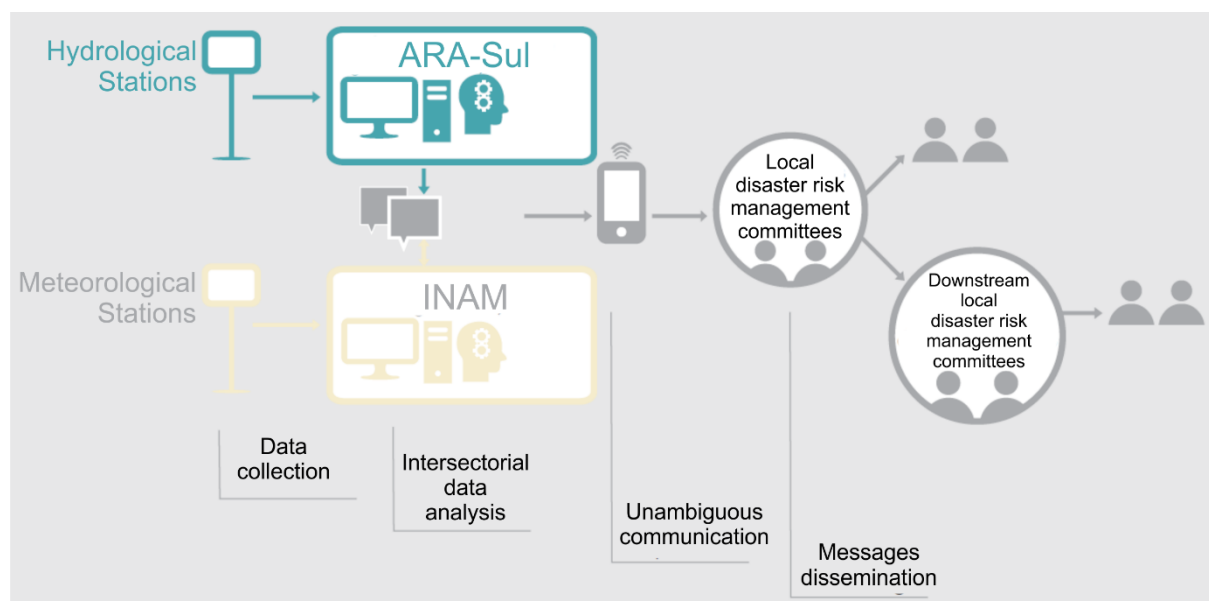 Hydrological
Stations
ARA-Sul
Local
disaster risk
management
committees
Meteorological
Stations
INAM
Downstream
local
disaster risk
management
committees
Data
collection
Intersectorial
data
analysis
Unambiguous
communication
Messages
dissemination